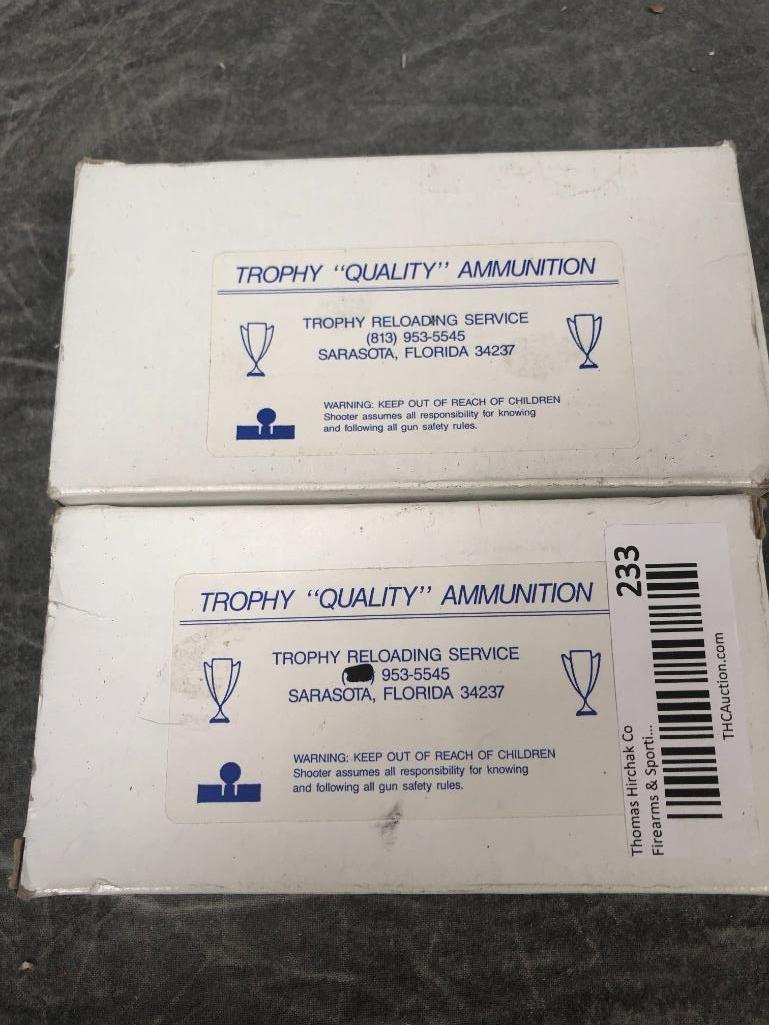 TROPHY "QUALITY" AMMUNITION
TROPHY RELOADING SERVICE
(813) 953-5545
SARASOTA, FLORIDA 34237
WARNING: KEEP OUT OF REACH OF CHILDREN
Shooter assumes all responsibility for knowing
and following all gun safety rules.
TROPHY "QUALITY" AMMUNITION
TROPHY RELOADING SERVICE
( ) 953-5545
SARASOTA, FLORIDA 34237
WARNING: KEEP OUT OF REACH OF CHILDREN
Shooter assumes all responsibility for knowing
and following all gun safety rules.
233
Thomas Hirchak Co
Firearms & Sporti...
THCAuction.com